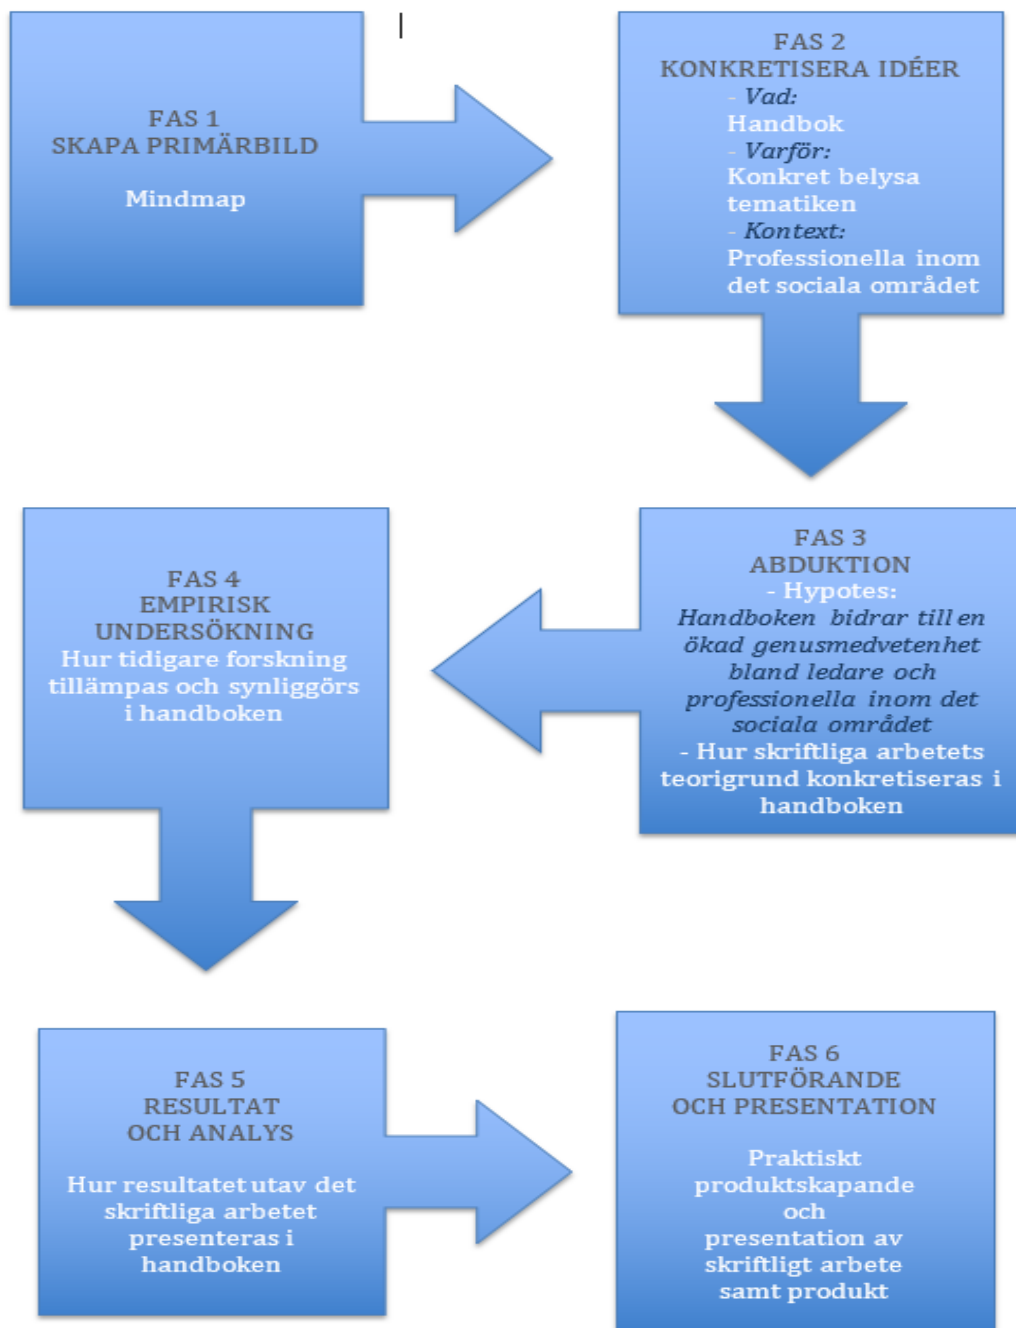 FAS 1
SKAPA PRIMÄRBILD
Mindmap
FAS 2
KONKRETISERA IDÉER
- Vad:
Handbok
- Varför:
Konkret belysa
tematiken
- Kontext:
Professionella inom
det sociala området
FAS 3
ABDUKTION
- Hypotes:
Handboken bidrar till en
ökad genusmedvetenhet
bland ledare och
professionella inom det
sociala området
- Hur skriftliga arbetets
teorigrund konkretiseras i
handboken
FAS 4
EMPIRISK
UNDERSÖKNING
Hur tidigare forskning
tillämpas och synliggörs
i handboken
FAS 5
RESULTAT
OCH ANALYS
Hur resultatet utav det
skriftliga arbetet
presenteras i
handboken
FAS 6
SLUTFÖRANDE
OCH PRESENTATION
Praktiskt
produktskapande
och
presentation av
skriftligt arbete
samt produkt